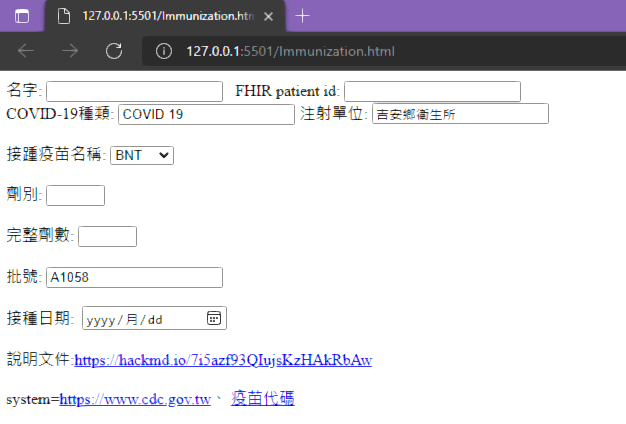 127.0.0.1:5501/Immunization.htm
127.0.0.1:5501/Immunization.html
名字: FHIR patient id:
COVID-19種類: COVID 19 注射單位: 吉安鄉衛生所
接踵疫苗名稱: BNT
劑別:
完整劑數:
批號: A1058
接種日期: yyyy/月/dd
說明文件:https://hackmd.io/7i5azf93QIujsKzHAkRbAw
system=https://www.cdc.gov.tw、 疫苗代碼